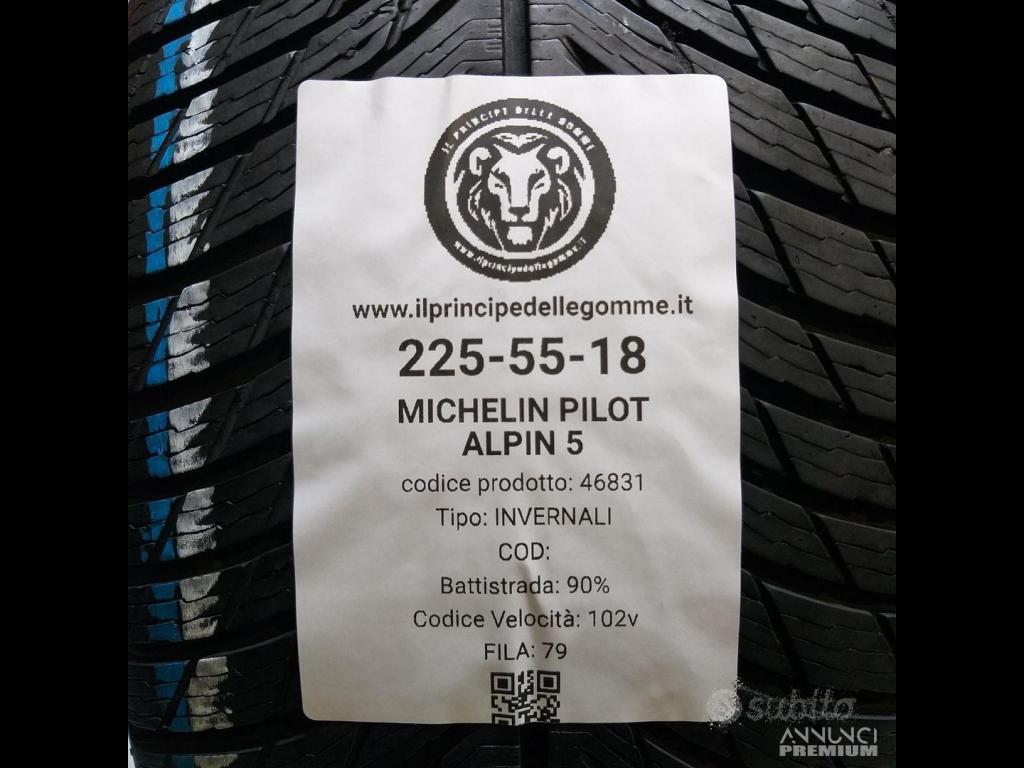 IL PRINCIPE DELLE GOMME
www.ilprincipedellegomme.it
www.ilprincipedellegomme.it
225-55-18
MICHELIN PILOT
ALPIN 5
codice prodotto: 46831
Tipo: INVERNALI
COD:
Battistrada: 90%
Codice Velocità: 102v
FILA: 79
subito
ANNUNCI
PREMIUM